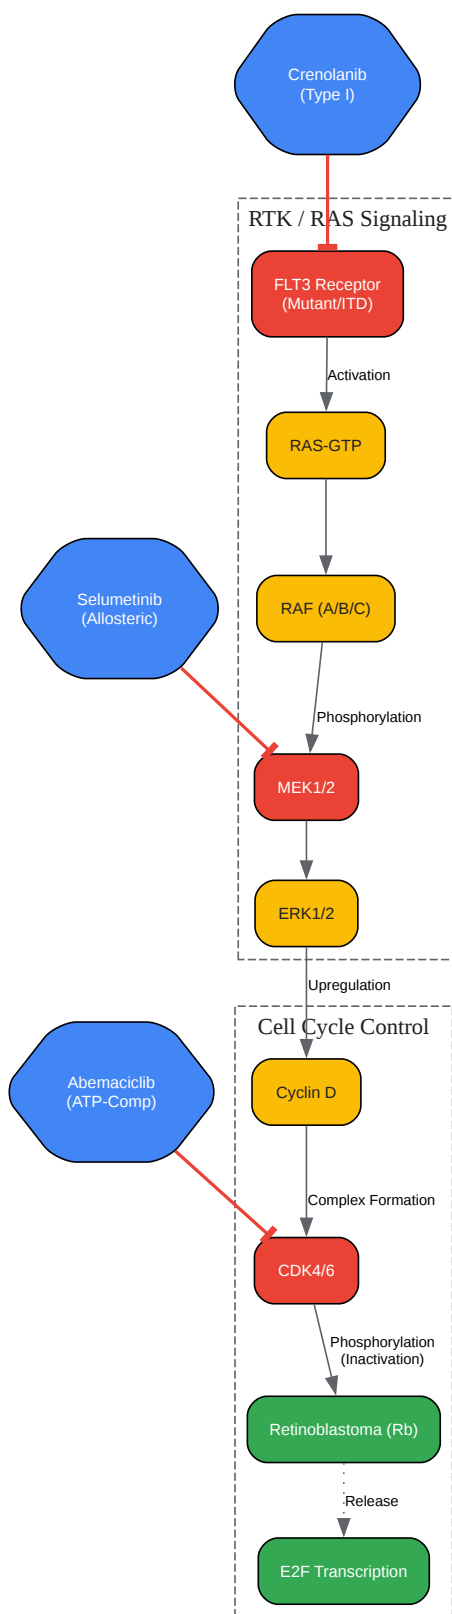 Crenolanib
(Type I)
RTK / RAS Signaling
FLT3 Receptor
(Mutant/ITD)
Activation
RAS-GTP
Selumetinib
(Allosteric)
RAF (A/B/C)
Phosphorylation
MEK1/2
ERK1/2
Upregulation
Cell Cycle Control
Abemaciclib
(ATP-Comp)
Cyclin D
Complex Formation
CDK4/6
Phosphorylation
(Inactivation)
Retinoblastoma (Rb)
Release
E2F Transcription